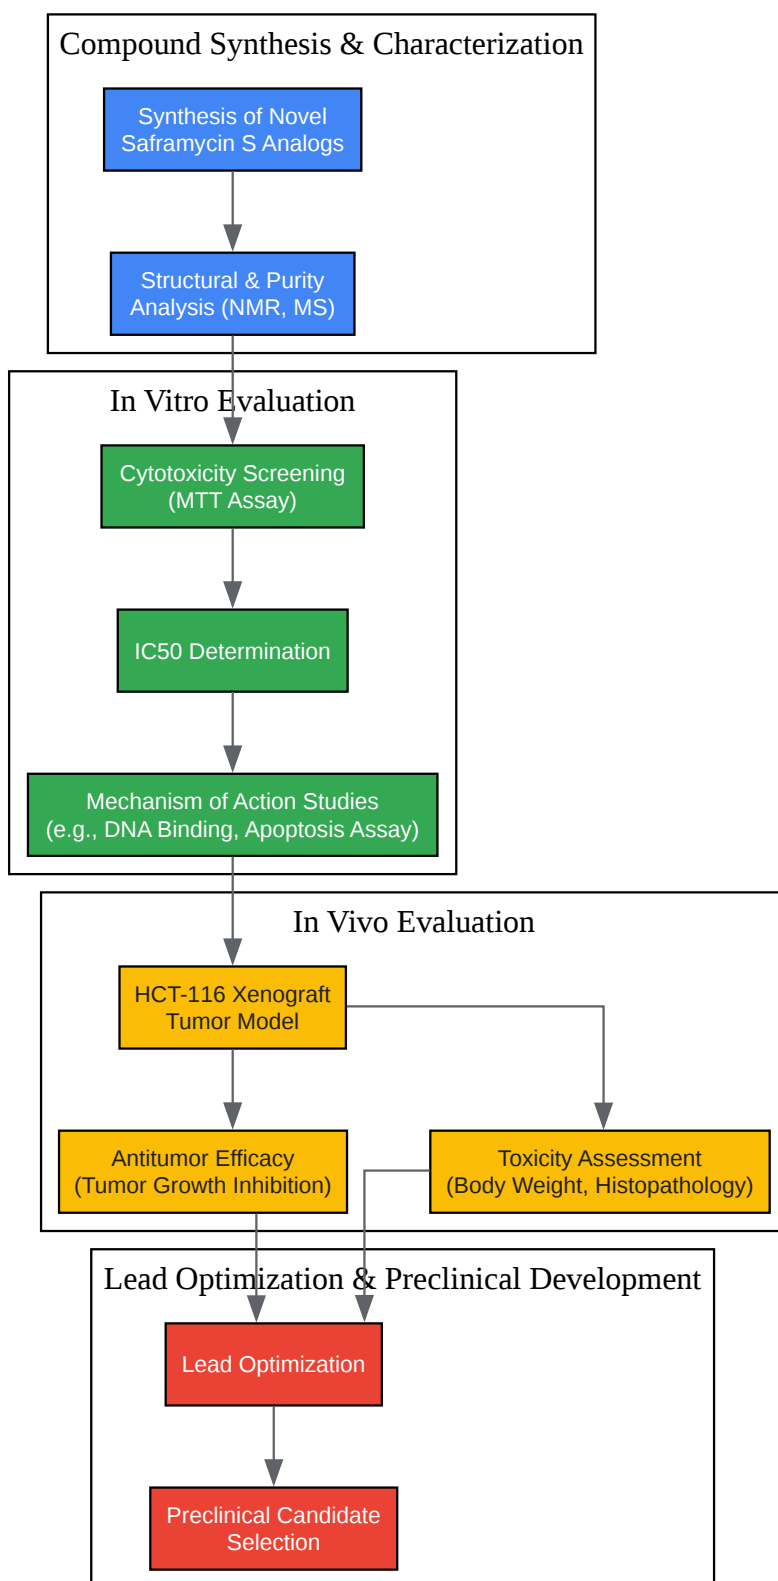 Compound Synthesis & Characterization
Synthesis of Novel
Saframycin S Analogs
Structural & Purity
Analysis (NMR, MS)
In Vitro Evaluation
Cytotoxicity Screening
(MTT Assay)
IC50 Determination
Mechanism of Action Studies
(e.g., DNA Binding, Apoptosis Assay)
In Vivo Evaluation
HCT-116 Xenograft
Tumor Model
Antitumor Efficacy
(Tumor Growth Inhibition)
Toxicity Assessment
(Body Weight, Histopathology)
Lead Optimization & Preclinical Development
Lead Optimization
Preclinical Candidate
Selection